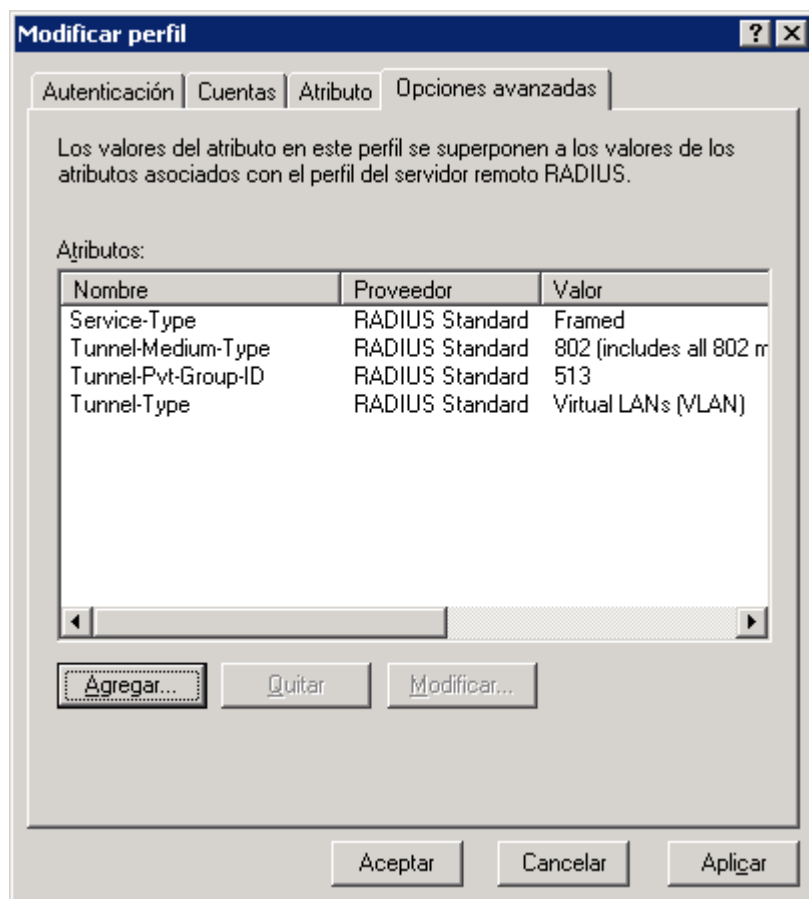 Modificar perfil
Autenticación Cuentas Atributo Opciones avanzadas
Los valores del atributo en este perfil se superponen a los valores de los
atributos asociados con el perfil del servidor remoto RADIUS.
Atributos:
Nombre Proveedor Valor
Service-Type RADIUS Standard Framed
Tunnel-Medium-Type RADIUS Standard 802 (includes all 802 m
Tunnel-Pvt-Group-ID RADIUS Standard 513
Tunnel-Type RADIUS Standard Virtual LANs (VLAN)
Agregar... Quitar Modificar...
Aceptar Cancelar Aplicar